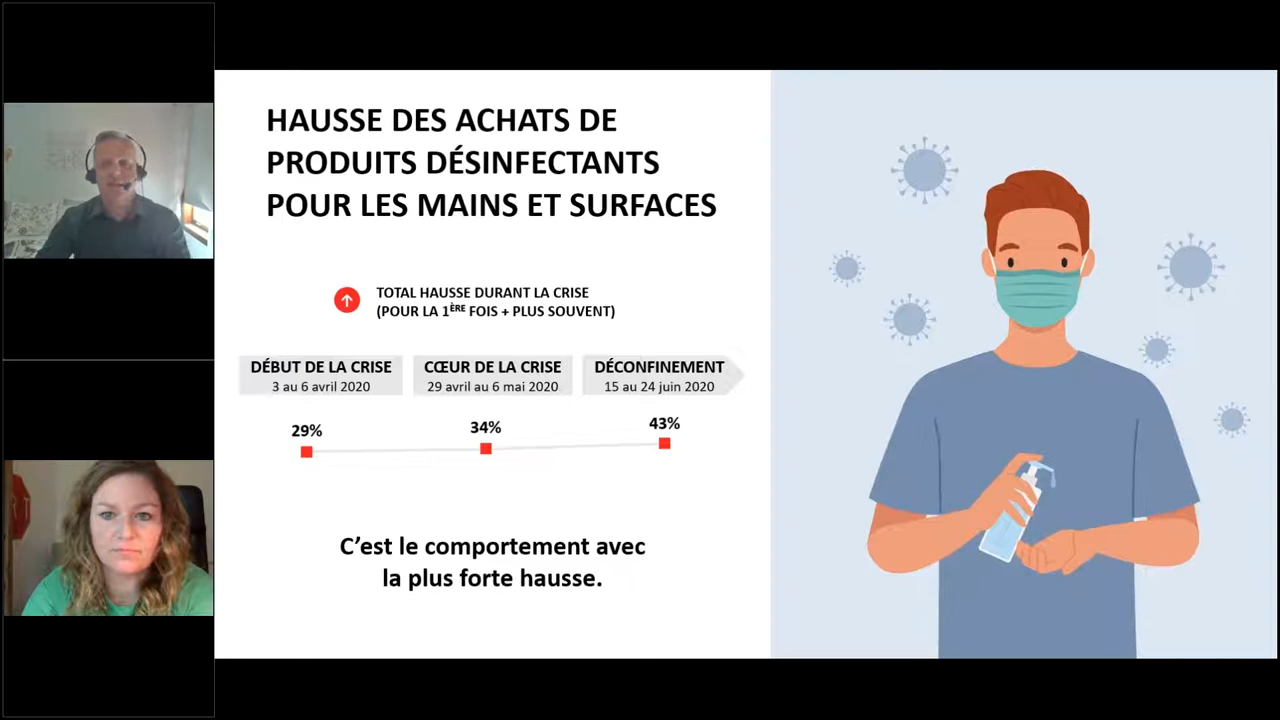 HAUSSE DES ACHATS DE
PRODUITS DÉSINFECTANTS
POUR LES MAINS ET SURFACES
TOTAL HAUSSE DURANT LA CRISE
(POUR LA 1ÈRE FOIS + PLUS SOUVENT)
DÉBUT DE LA CRISE
3 au 6 avril 2020
CŒUR DE LA CRISE
29 avril au 6 mai 2020
DÉCONFINEMENT
15 au 24 juin 2020
29%
34%
43%
C’est le comportement avec
la plus forte hausse.